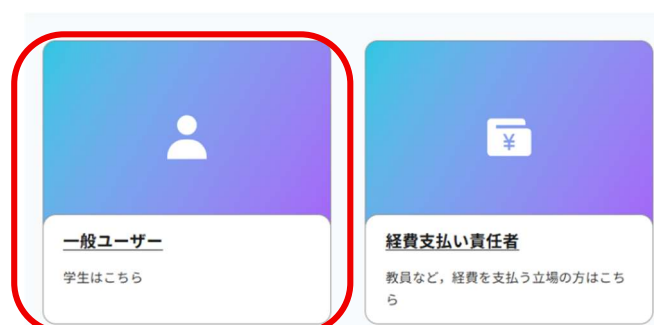 ¥
一般ユーザー
学生はこちら
経費支払い責任者
教員など，経費を支払う立場の方はこち
ら